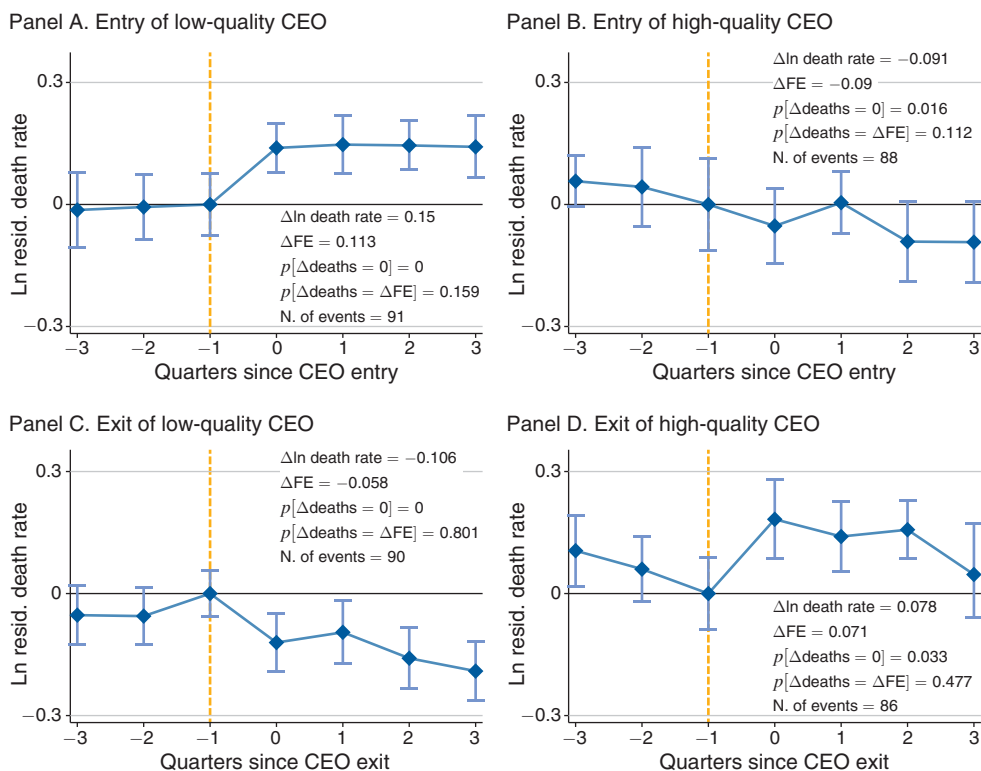 Panel A. Entry of low-quality CEO
Ln resid. death rate
0.3
0
−0.3
Δln death rate = 0.15
ΔFE = 0.113
p[Δdeaths = 0] = 0
p[Δdeaths = ΔFE] = 0.159
N. of events = 91
−3 −2 −1 0 1 2 3
Quarters since CEO entry
Panel B. Entry of high-quality CEO
Ln resid. death rate
0.3
0
−0.3
Δln death rate = −0.091
ΔFE = −0.09
p[Δdeaths = 0] = 0.016
p[Δdeaths = ΔFE] = 0.112
N. of events = 88
−3 −2 −1 0 1 2 3
Quarters since CEO entry
Panel C. Exit of low-quality CEO
Ln resid. death rate
0.3
0
−0.3
Δln death rate = −0.106
ΔFE = −0.058
p[Δdeaths = 0] = 0
p[Δdeaths = ΔFE] = 0.801
N. of events = 90
−3 −2 −1 0 1 2 3
Quarters since CEO exit
Panel D. Exit of high-quality CEO
Ln resid. death rate
0.3
0
−0.3
Δln death rate = 0.078
ΔFE = 0.071
p[Δdeaths = 0] = 0.033
p[Δdeaths = ΔFE] = 0.477
N. of events = 86
−3 −2 −1 0 1 2 3
Quarters since CEO exit